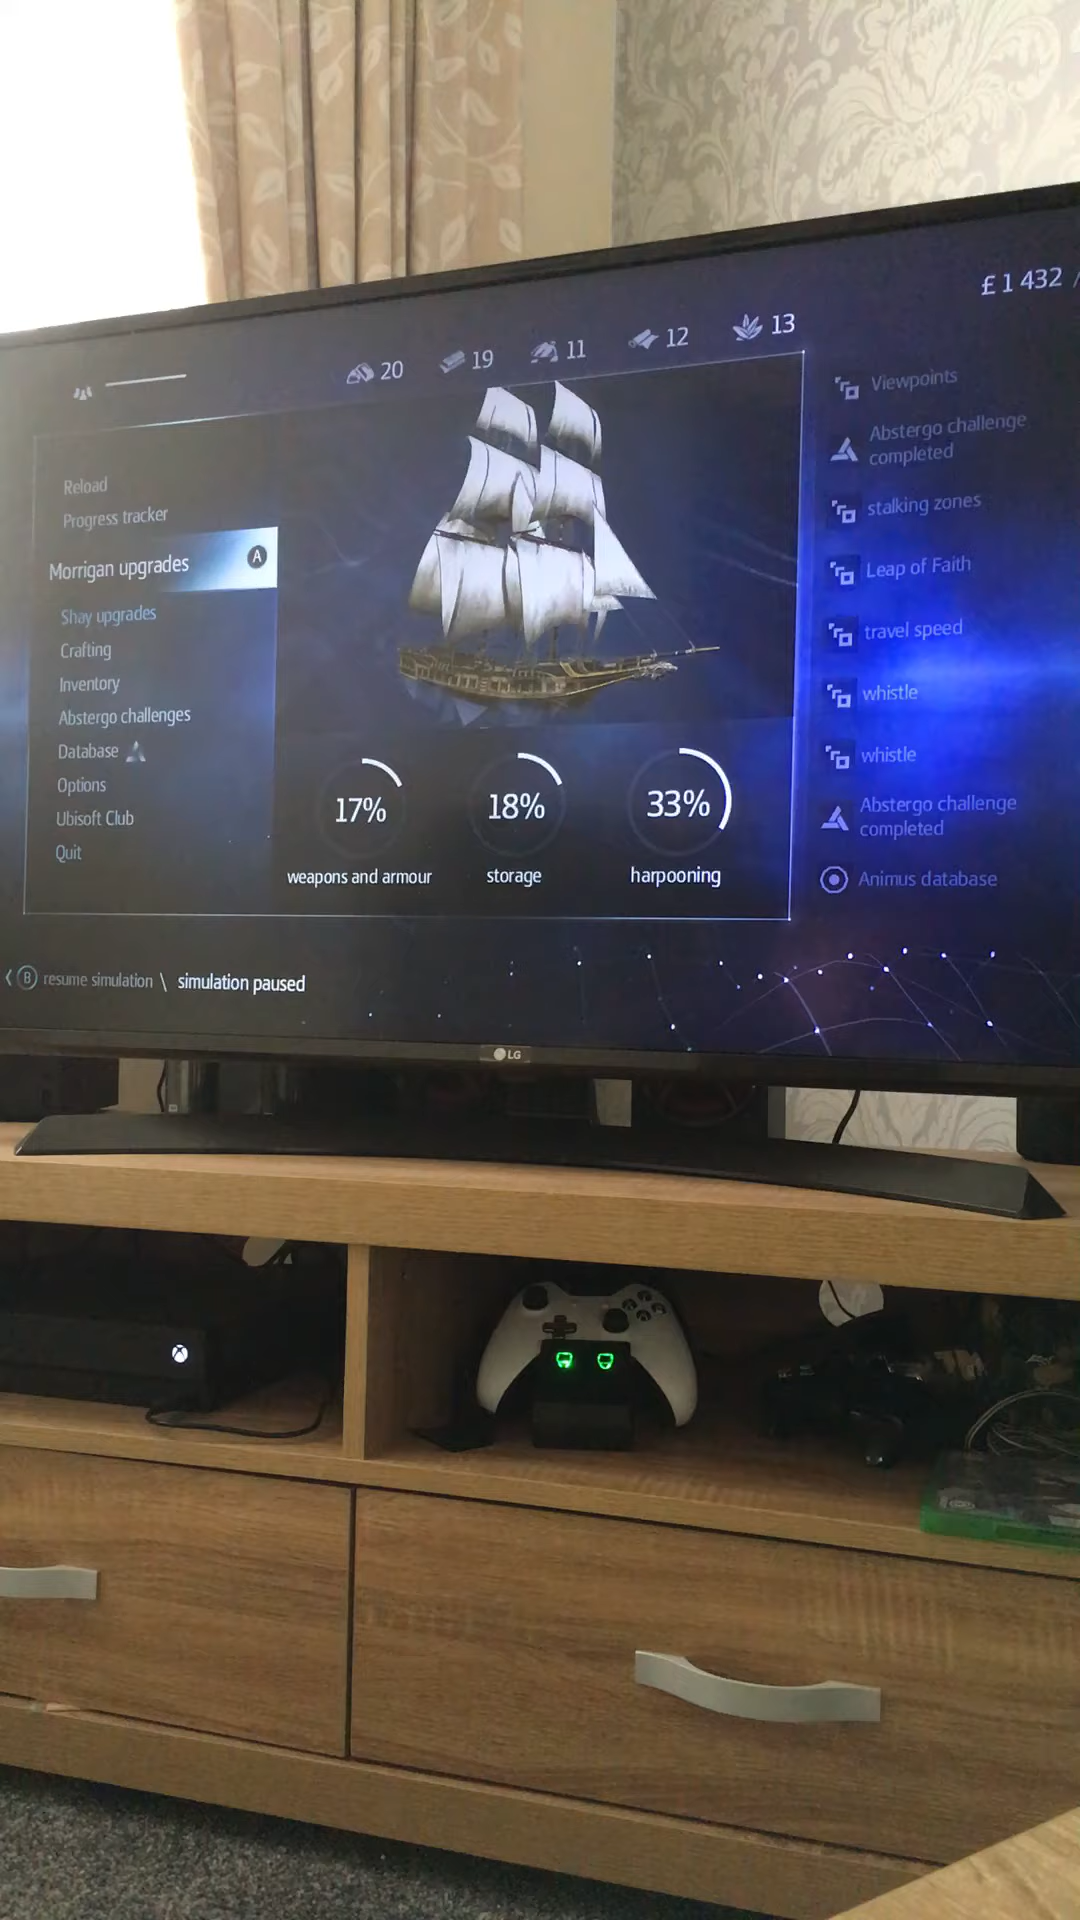 £ 1 432 /
20
19
11
12
13
Reload
Progress tracker
Morrigan upgrades
A
Shay upgrades
Crafting
Inventory
Abstergo challenges
Database
Options
Ubisoft Club
Quit
17%
18%
33%
weapons and armour
storage
harpooning
Viewpoints
Abstergo challenge
completed
stalking zones
Leap of Faith
travel speed
whistle
whistle
Abstergo challenge
completed
Animus database
B resume simulation \ simulation paused
LG